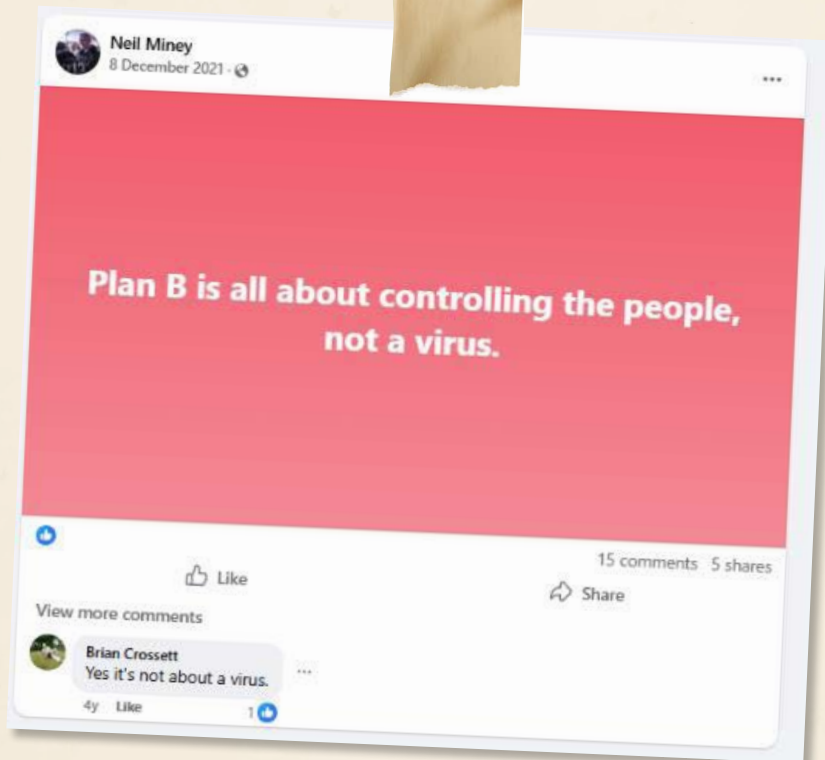 Neil Miney
8 December 2021 ·
Plan B is all about controlling the people,
not a virus.
15 comments 5 shares
Like
Share
View more comments
Brian Crossett
Yes it's not about a virus.
4y Like 1